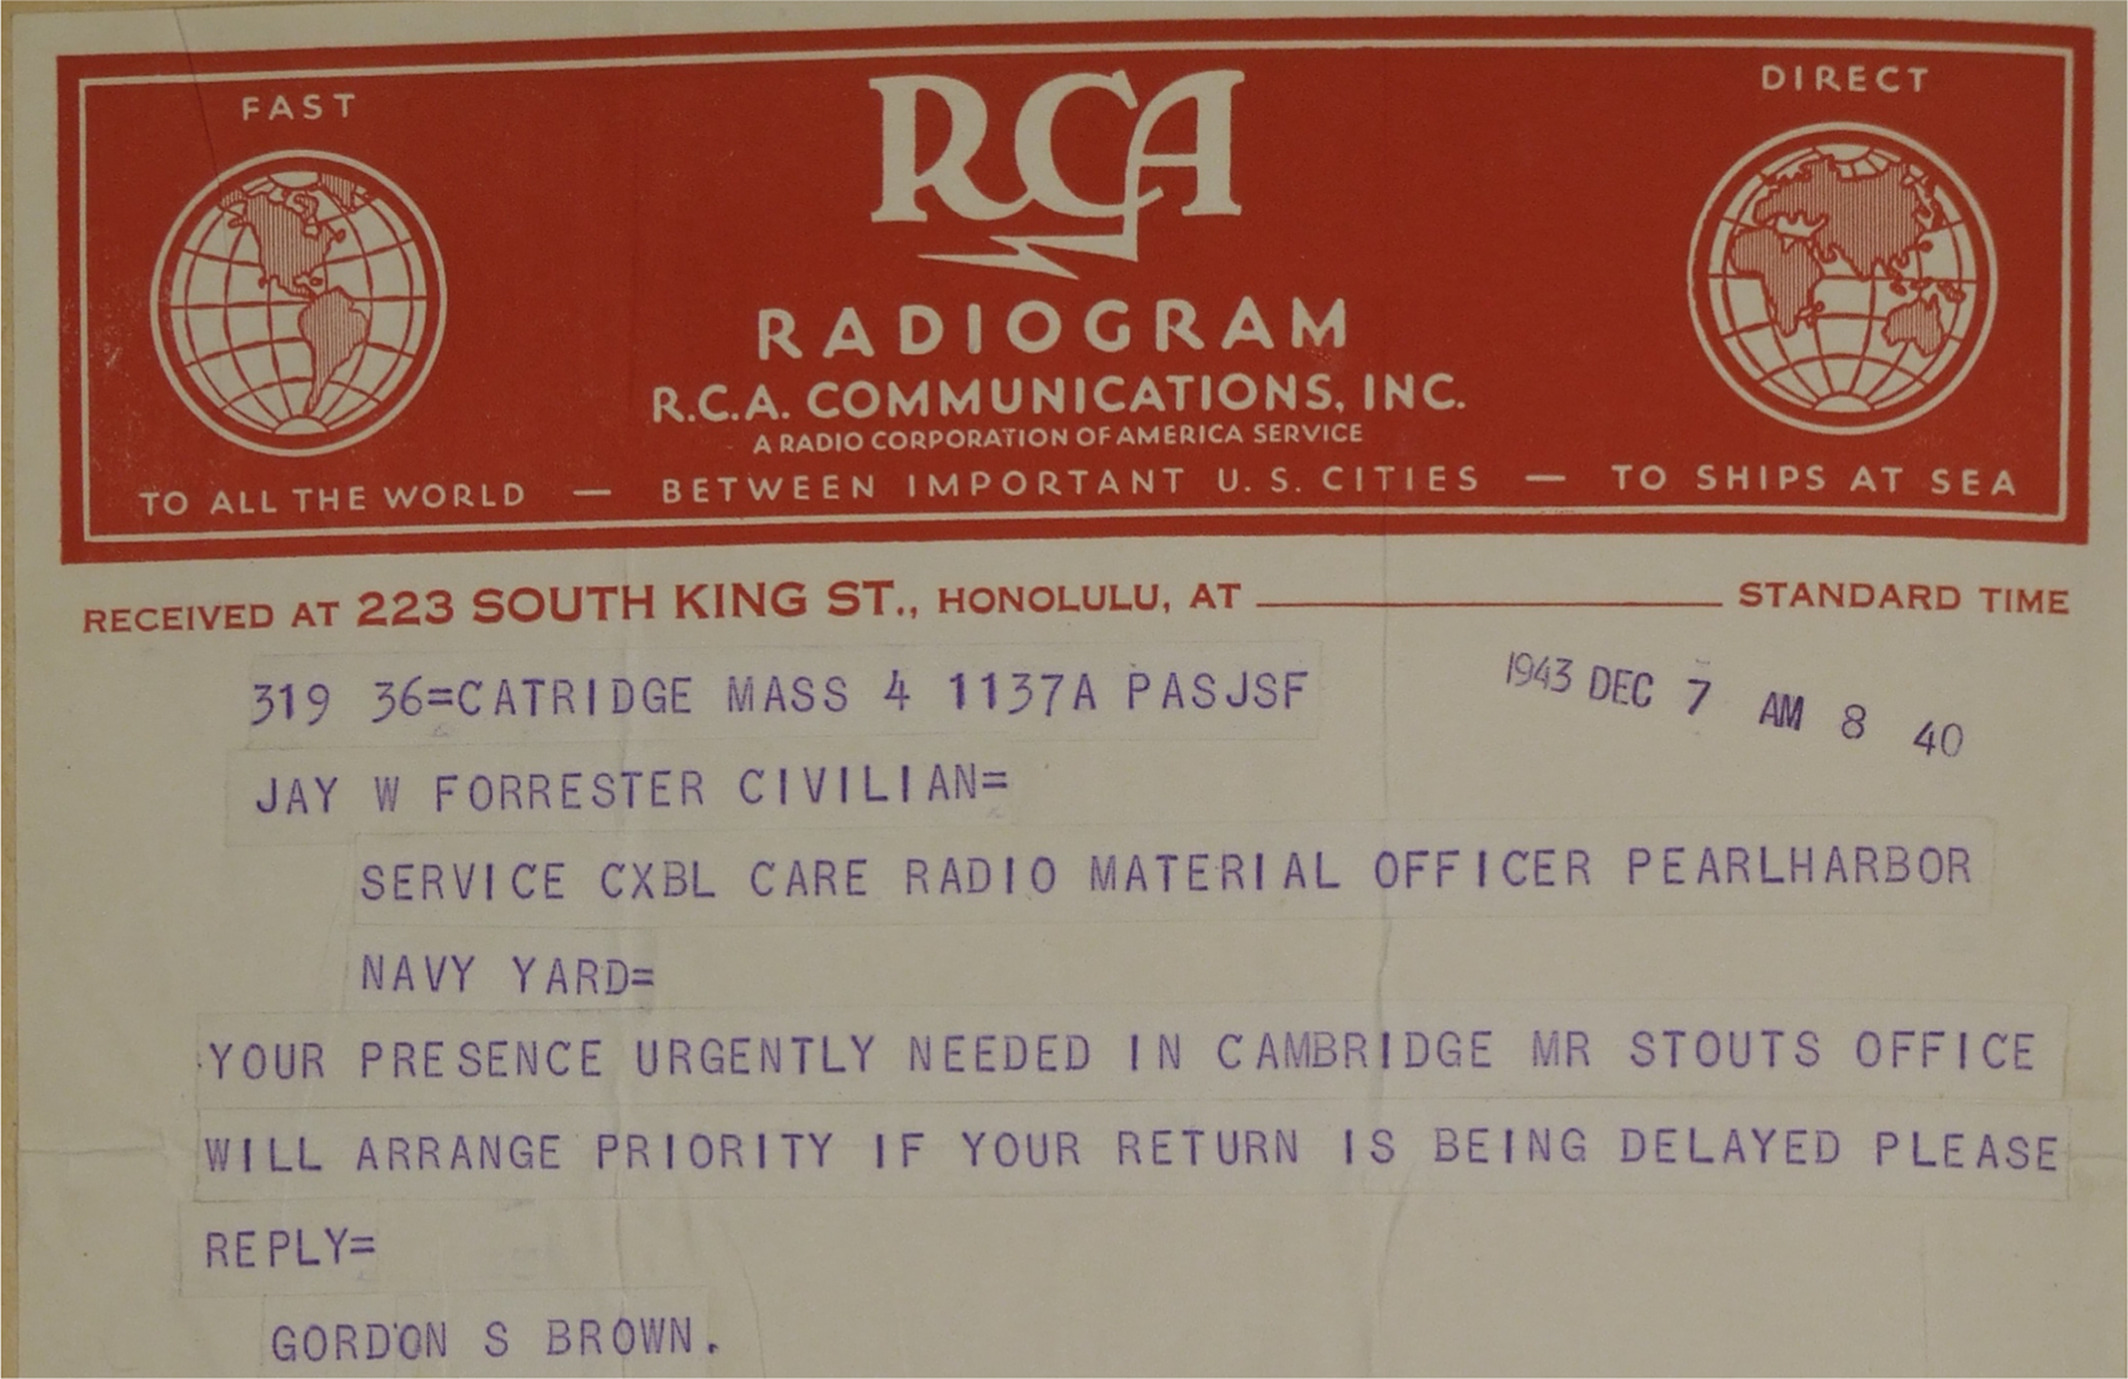 FAST
DIRECT
RCA
RADIOGRAM
R.C.A. COMMUNICATIONS, INC.
A RADIO CORPORATION OF AMERICA SERVICE
TO ALL THE WORLD — BETWEEN IMPORTANT U. S. CITIES — TO SHIPS AT SEA
RECEIVED AT 223 SOUTH KING ST., HONOLULU, AT ____________ STANDARD TIME
1943 DEC 7 AM 8 40
319 36=CATRIDGE MASS 4 1137A PASJSF
JAY W FORRESTER CIVILIAN=
SERVICE CXBL CARE RADIO MATERIAL OFFICER PEARLHARBOR
NAVY YARD=
YOUR PRESENCE URGENTLY NEEDED IN CAMBRIDGE MR STOUTS OFFICE
WILL ARRANGE PRIORITY IF YOUR RETURN IS BEING DELAYED PLEASE
REPLY=
GORDON S BROWN.